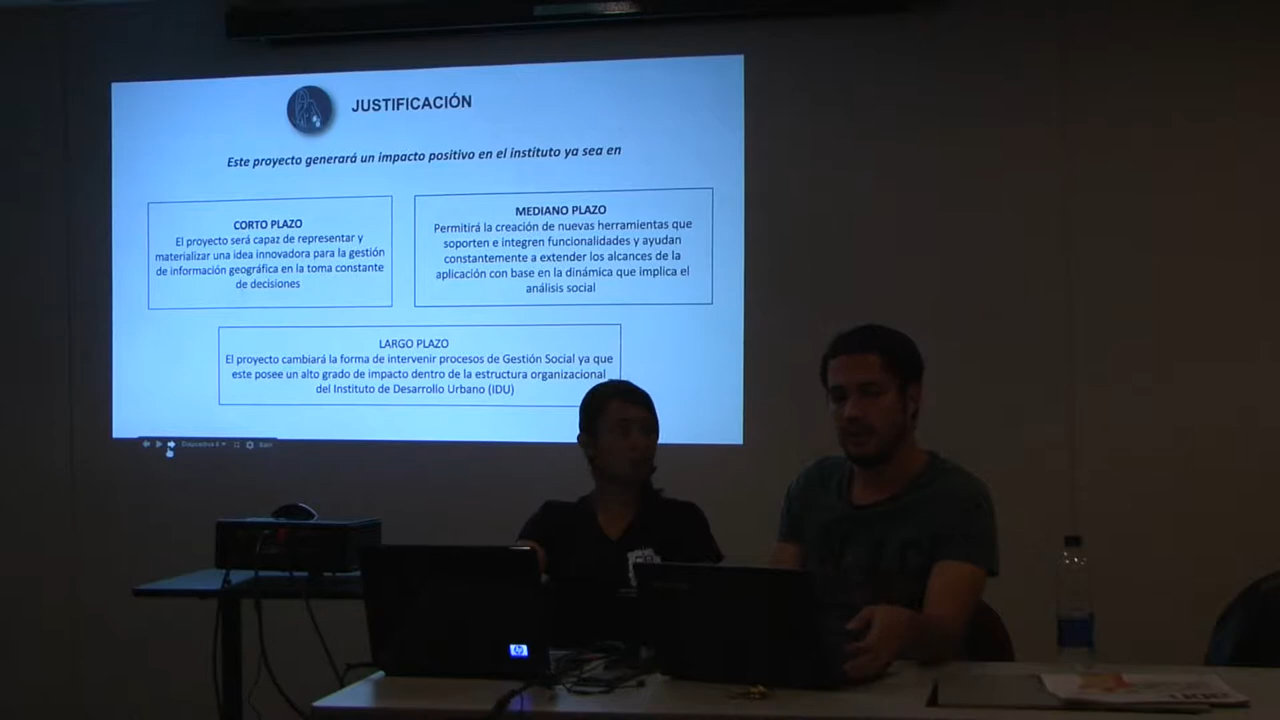 JUSTIFICACIÓN
Este proyecto generará un impacto positivo en el instituto ya sea en
CORTO PLAZO
El proyecto será capaz de representar y
materializar una idea innovadora para la gestión
de información geográfica en la toma constante
de decisiones
MEDIANO PLAZO
Permitirá la creación de nuevas herramientas que
soporten e integren funcionalidades y ayudan
constantemente a extender los alcances de la
aplicación con base en la dinámica que implica el
análisis social
LARGO PLAZO
El proyecto cambiará la forma de intervenir procesos de Gestión Social ya que
este posee un alto grado de impacto dentro de la estructura organizacional
del Instituto de Desarrollo Urbano (IDU)
hp